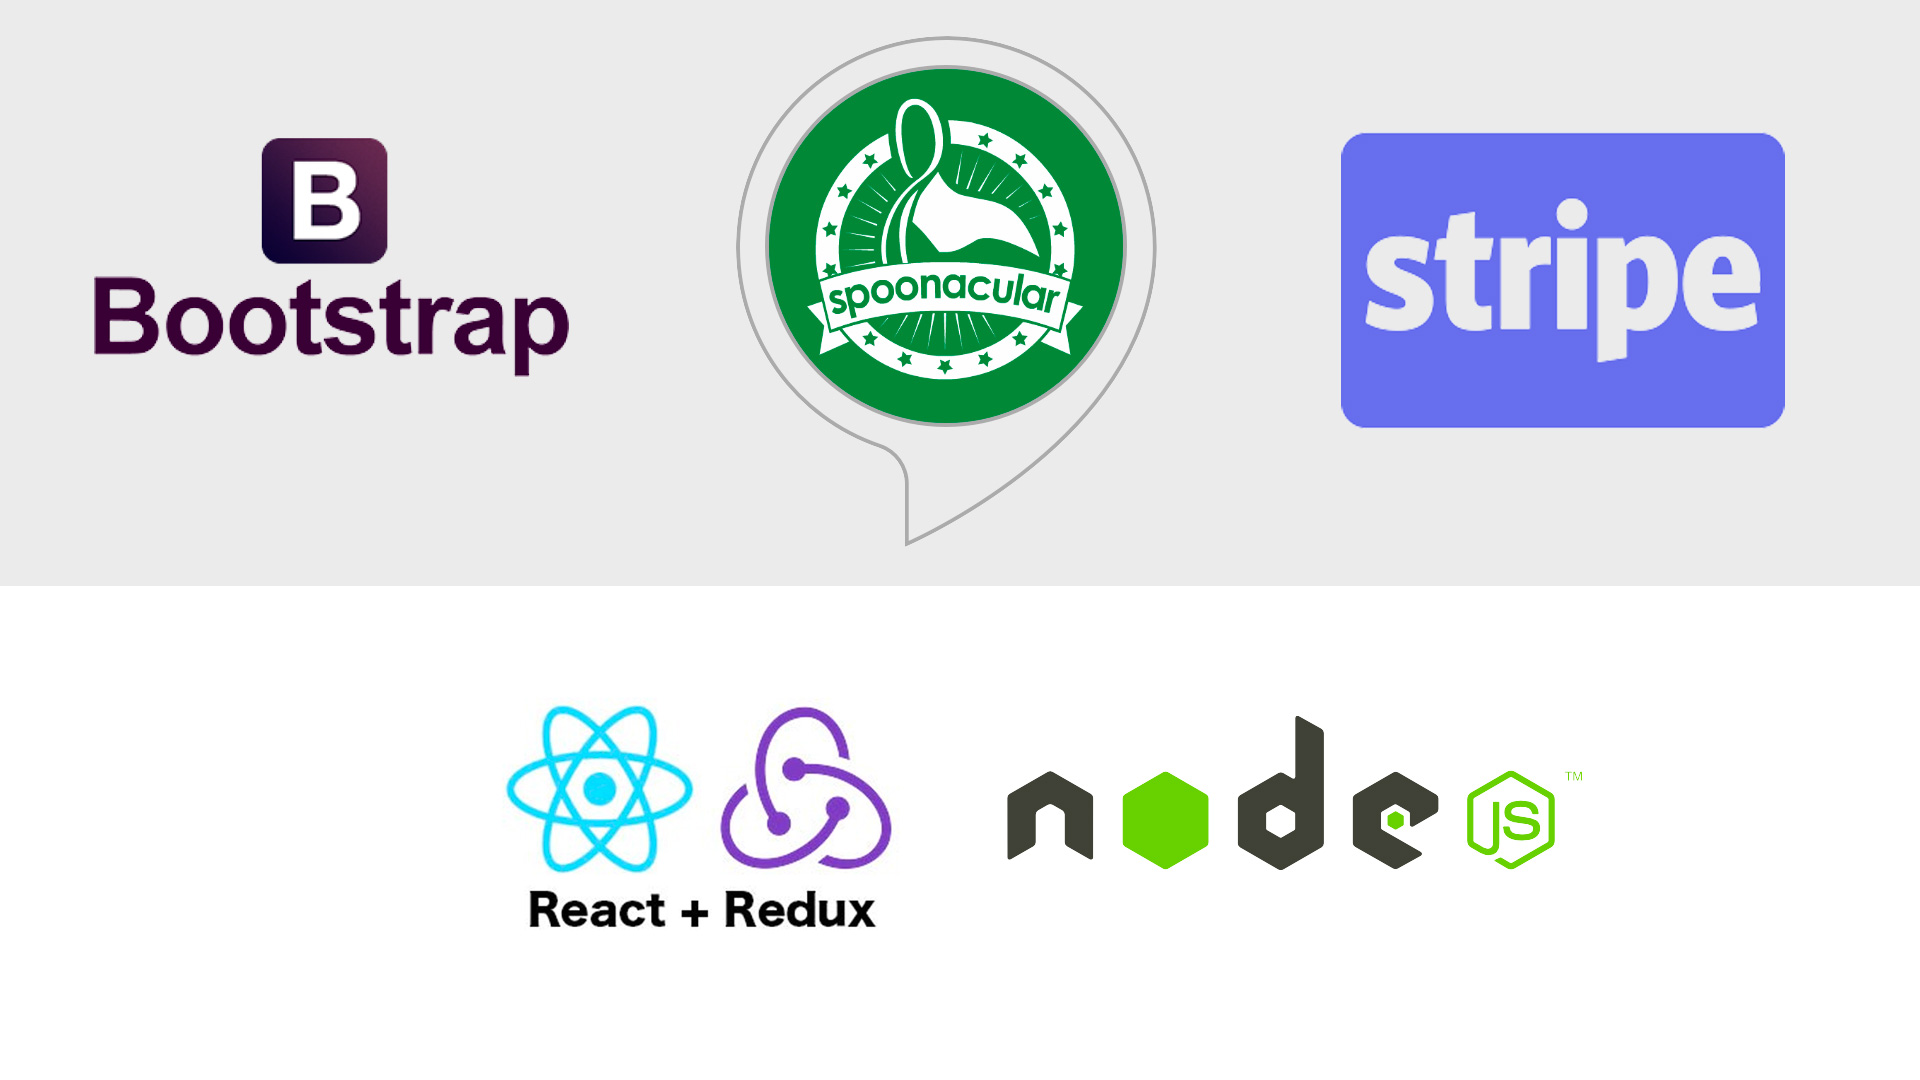 B
Bootstrap
spoonacular
stripe
React + Redux
node JS ™